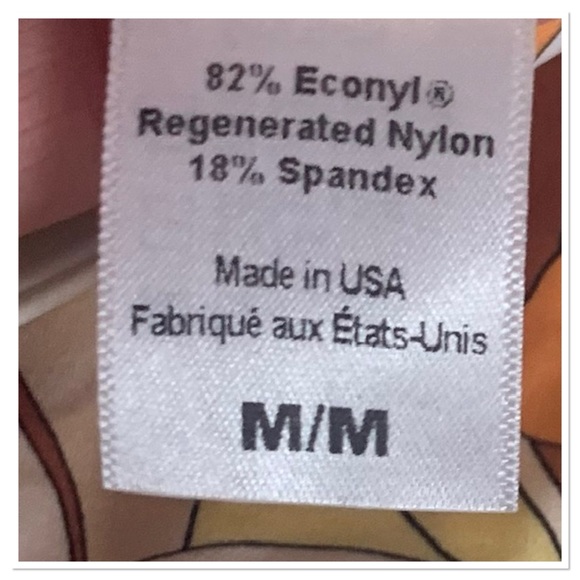 82% Econyl®
Regenerated Nylon
18% Spandex
Made in USA
Fabriqué aux États-Unis
M/M